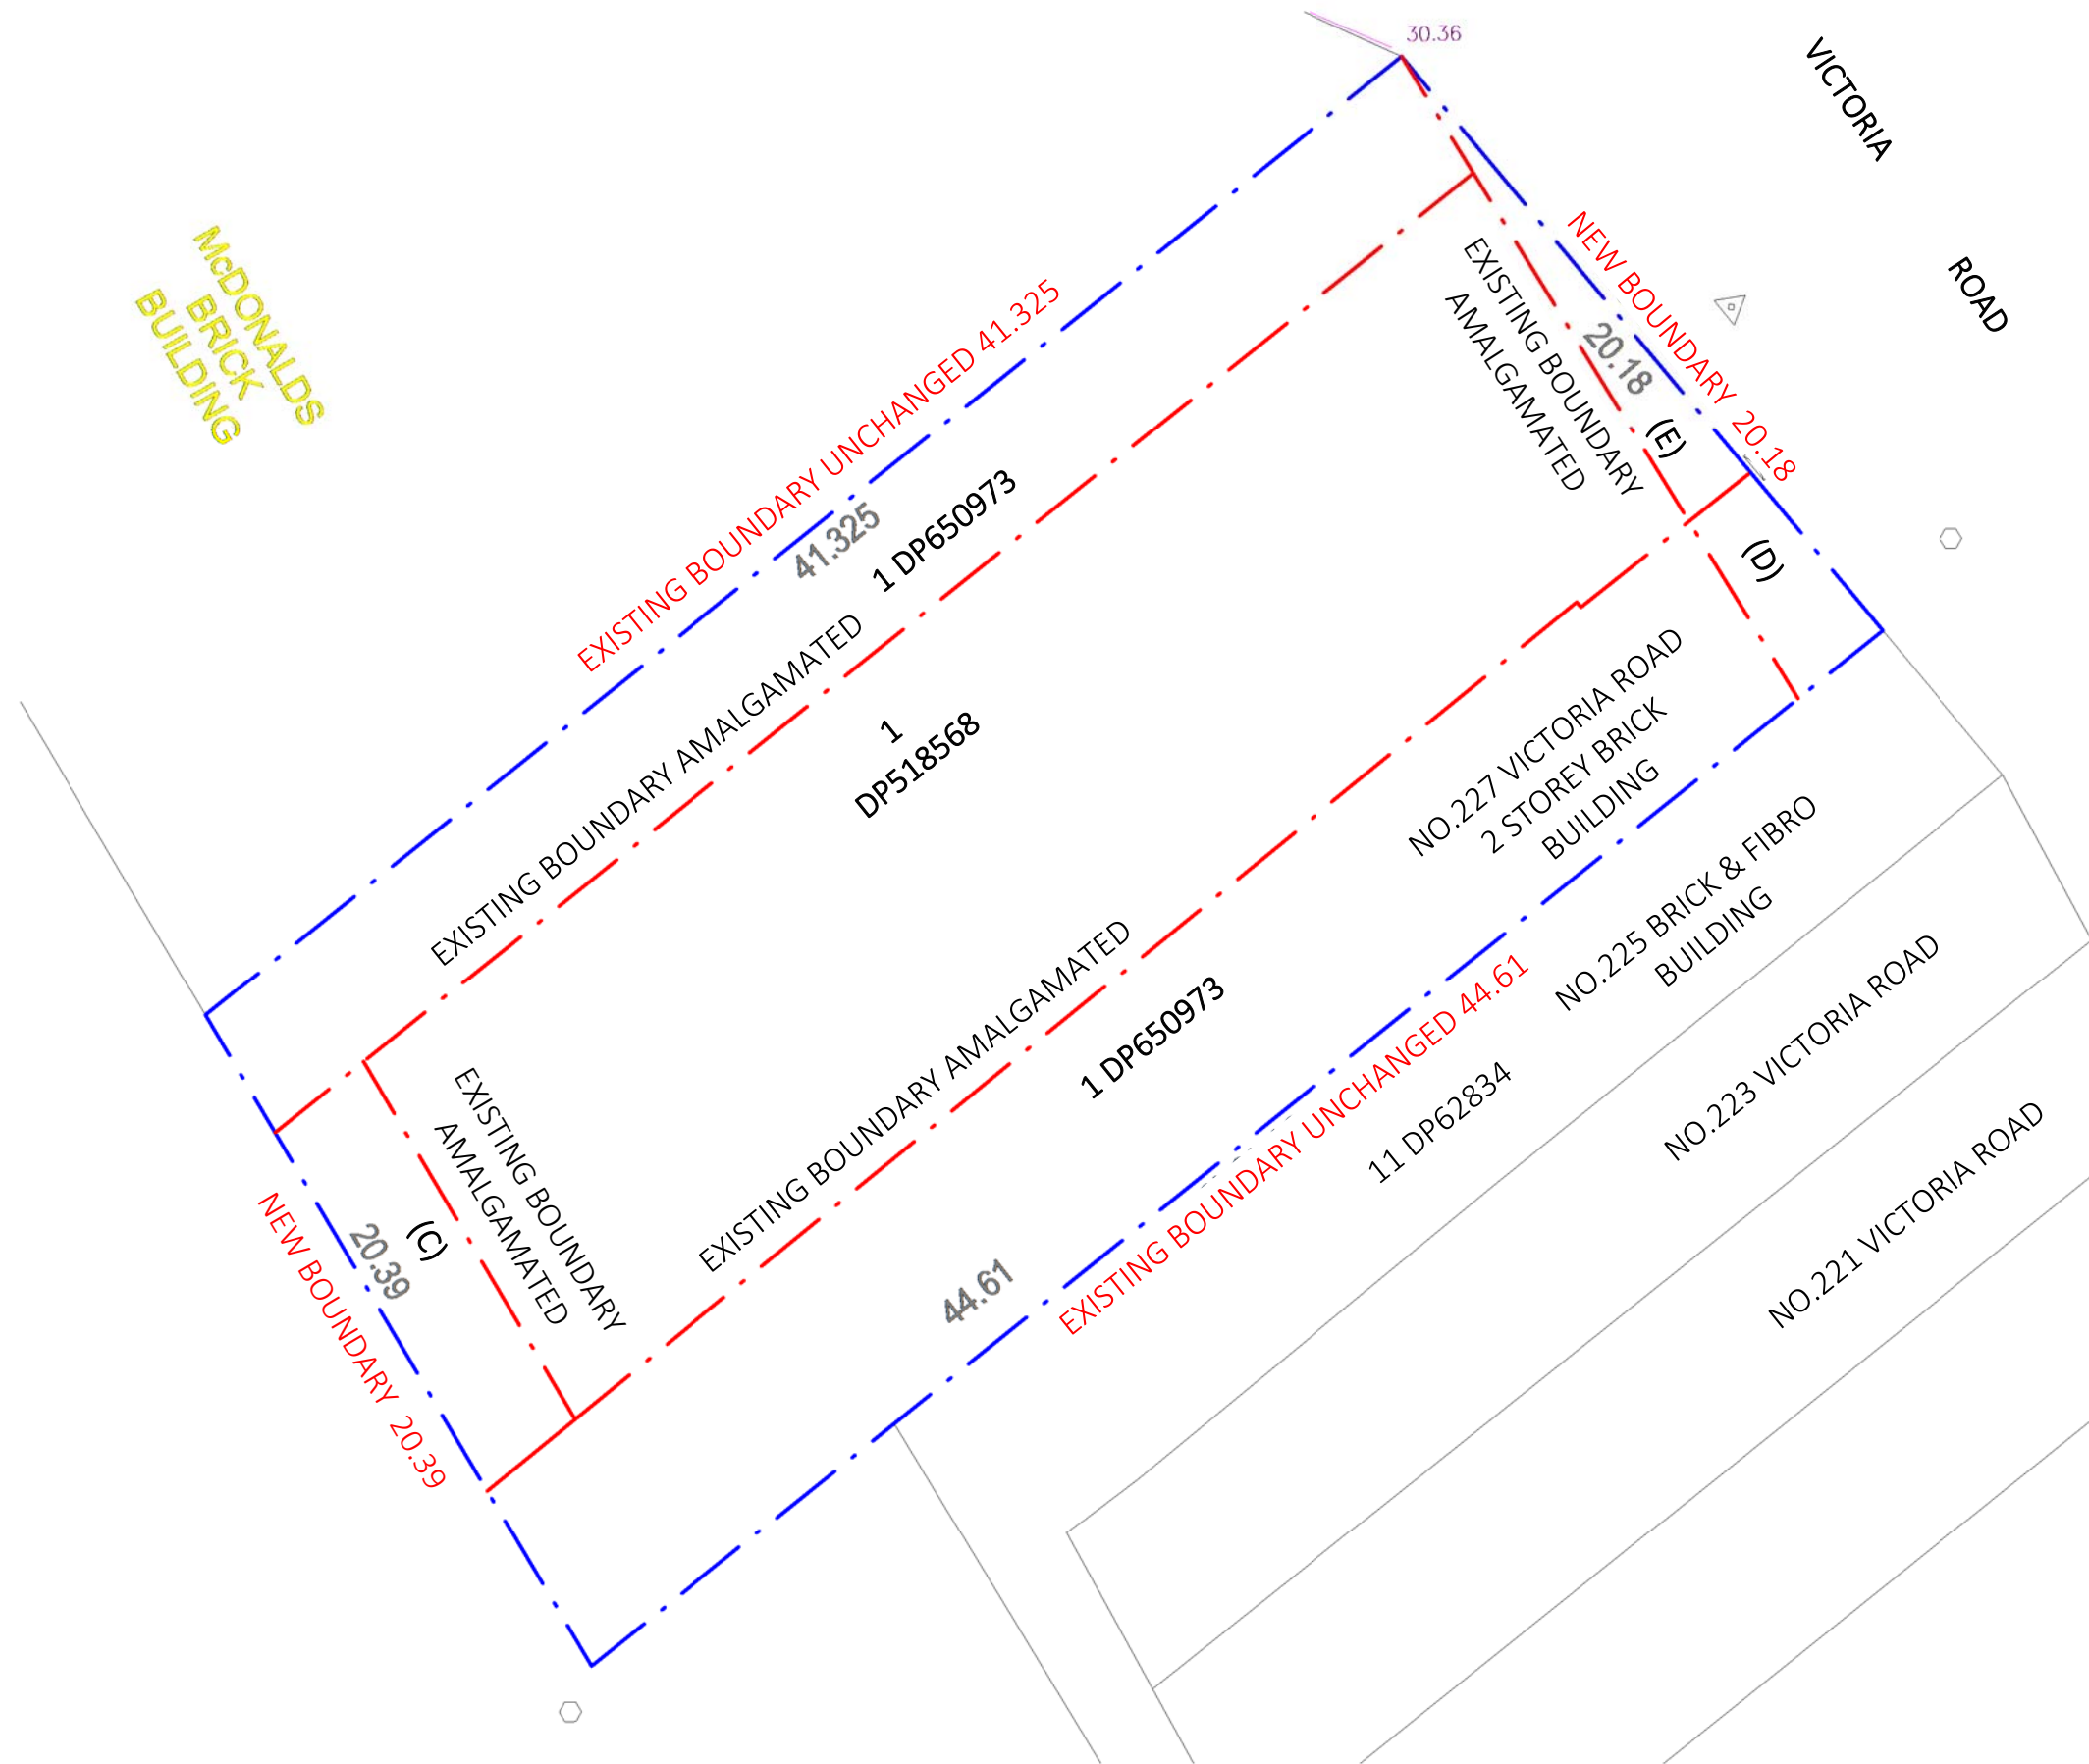 30.36
VICTORIA
ROAD
McDONALDS
BRICK
BUILDING
NEW BOUNDARY 20.18
20.18
EXISTING BOUNDARY
AMALGAMATED
(E)
(D)
EXISTING BOUNDARY UNCHANGED 41.325
41.325
1 DP650973
EXISTING BOUNDARY AMALGAMATED
1
DP518568
NO.227 VICTORIA ROAD
2 STOREY BRICK
BUILDING
NO.225 BRICK & FIBRO
BUILDING
EXISTING BOUNDARY AMALGAMATED
1 DP650973
EXISTING BOUNDARY UNCHANGED 44.61
44.61
11 DP62834
NO.223 VICTORIA ROAD
NO.221 VICTORIA ROAD
EXISTING BOUNDARY
AMALGAMATED
(C)
20.39
NEW BOUNDARY 20.39